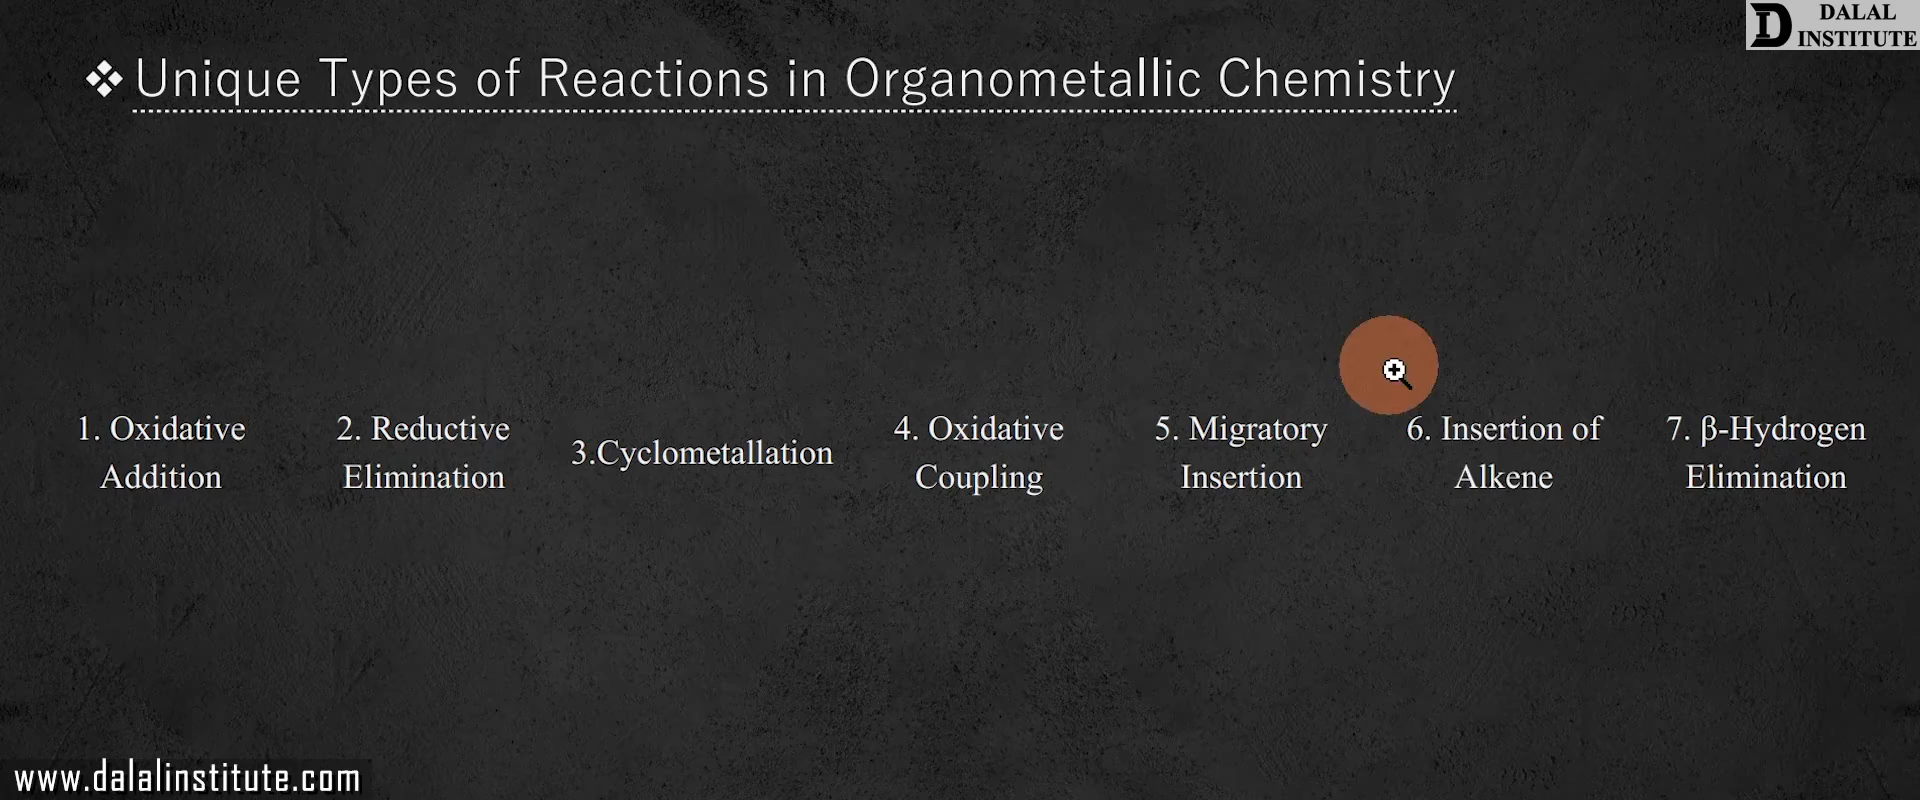 DALAL
INSTITUTE
❖ Unique Types of Reactions in Organometallic Chemistry
1. Oxidative
Addition
2. Reductive
Elimination
3.Cyclometallation
4. Oxidative
Coupling
5. Migratory
Insertion
6. Insertion of
Alkene
7. β-Hydrogen
Elimination
www.dalalinstitute.com